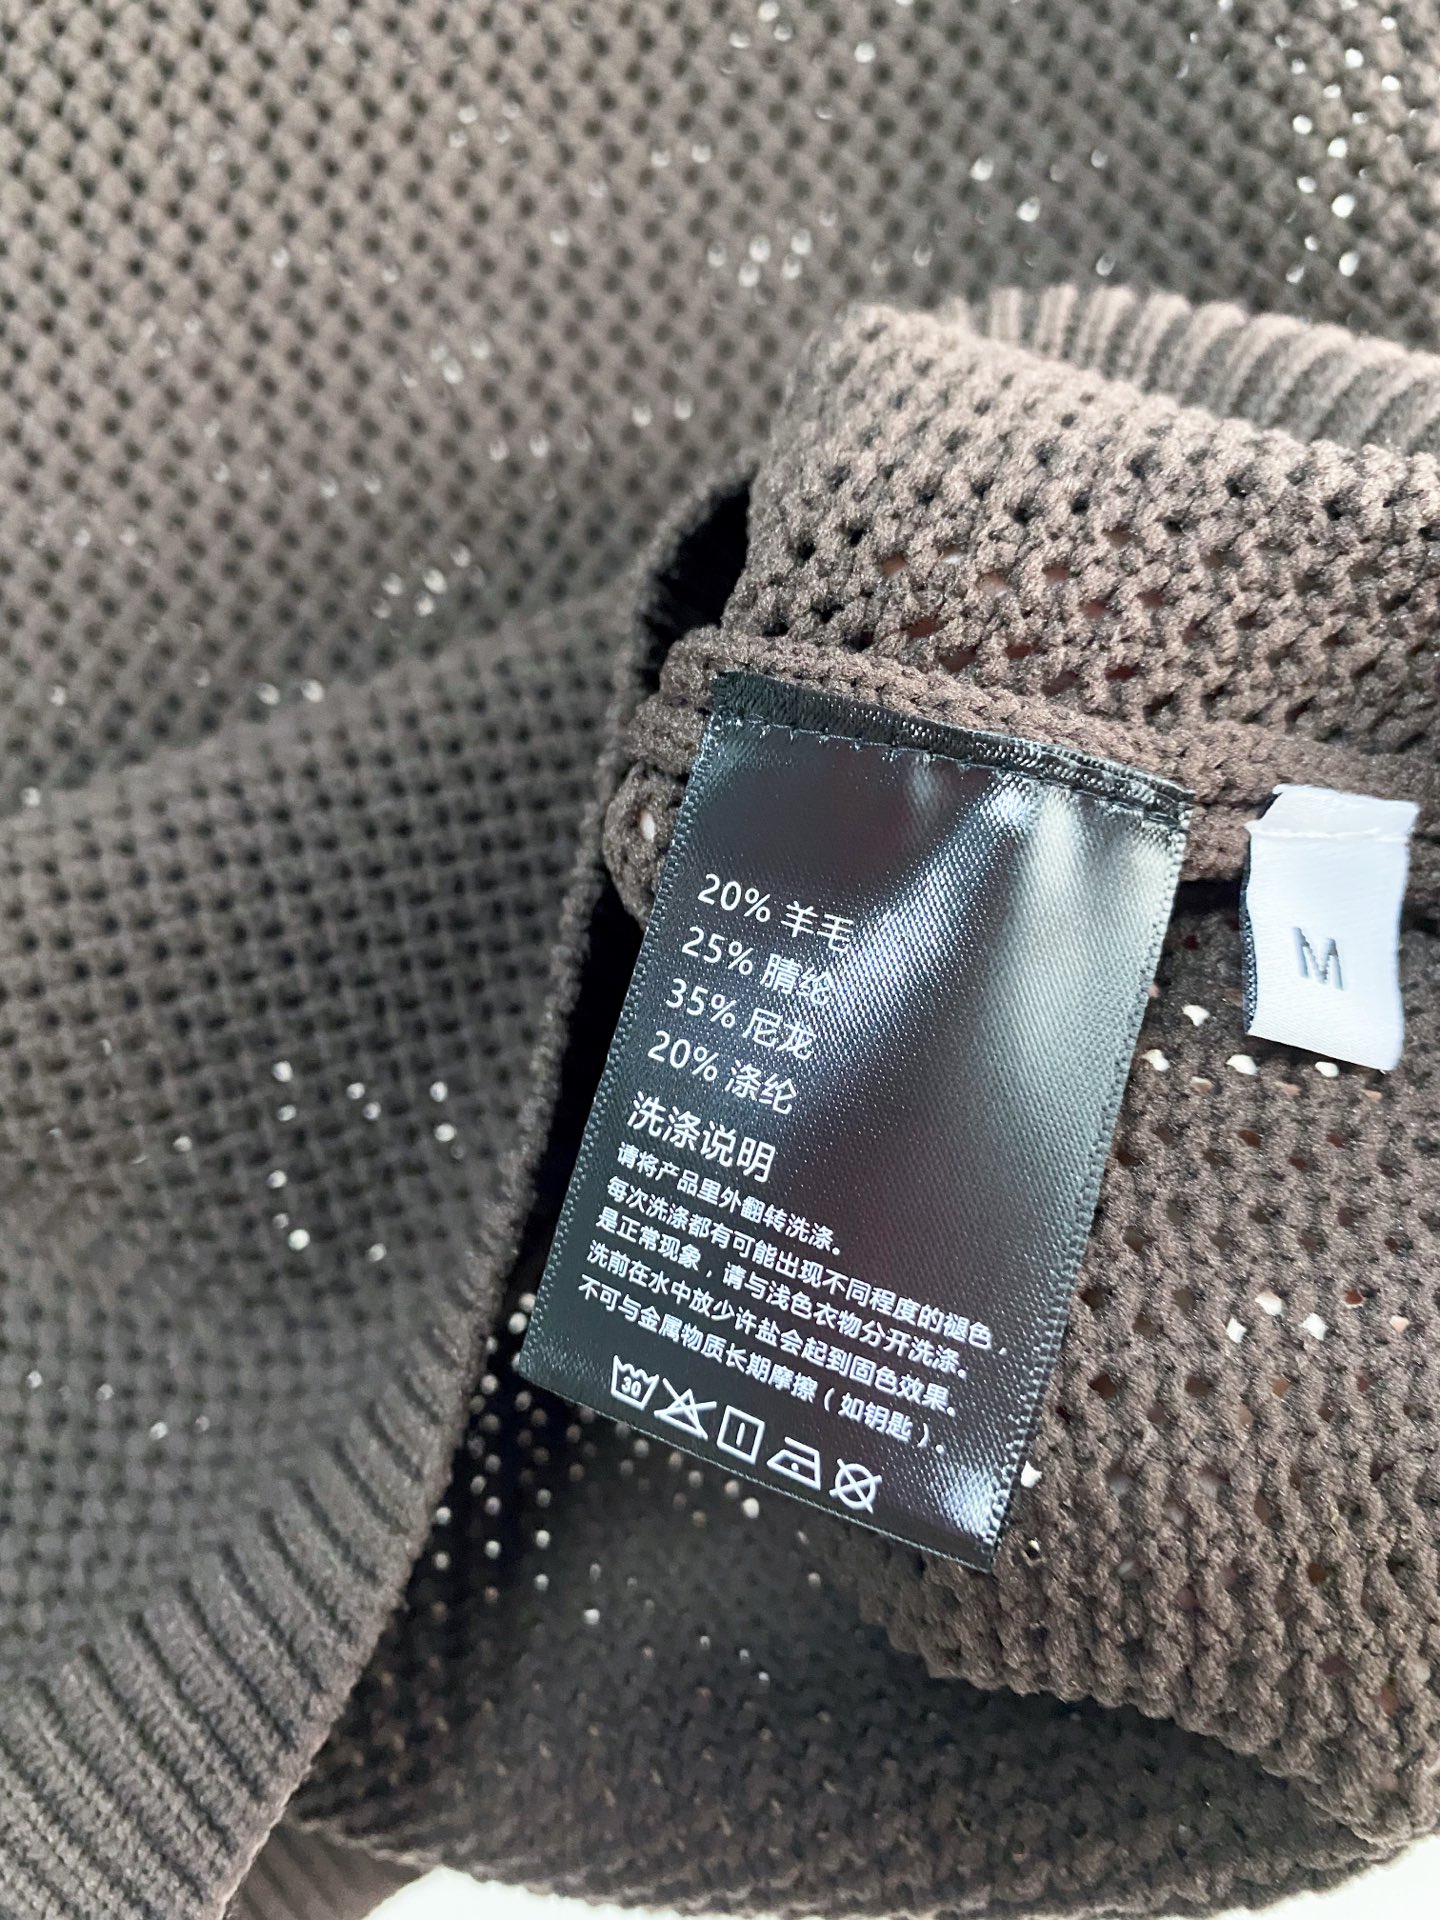 20% 羊毛
25% 腈纶
35% 尼龙
20% 涤纶
洗涤说明
请将产品里外翻转洗涤。
每次洗涤都有可能出现不同程度的褪色，
是正常现象，请与浅色衣物分开洗涤。
洗前在水中放少许盐会起到固色效果。
不可与金属物质长期摩擦（如钥匙）。
30
M